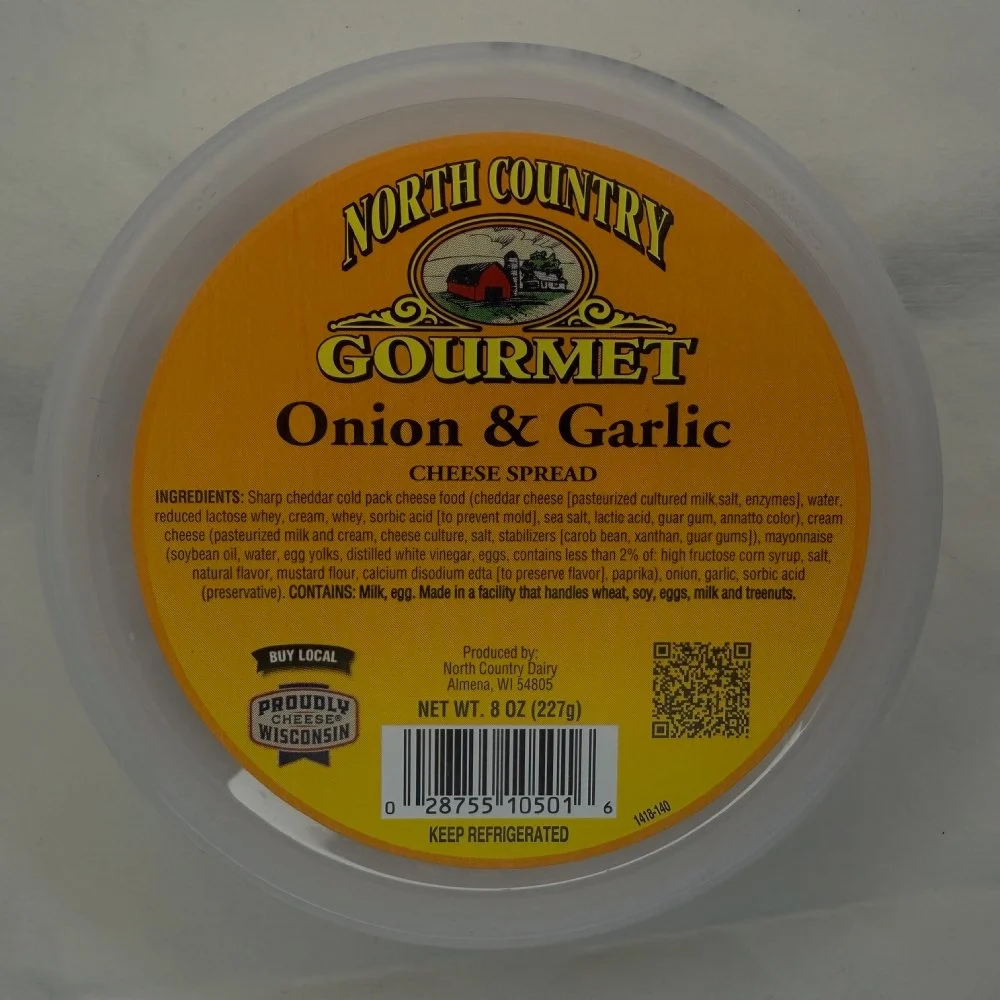 NORTH COUNTRY
GOURMET
Onion & Garlic
CHEESE SPREAD
INGREDIENTS: Sharp cheddar cold pack cheese food (cheddar cheese [pasteurized cultured milk,salt, enzymes], water,
reduced lactose whey, cream, whey, sorbic acid [to prevent mold], sea salt, lactic acid, guar gum, annatto color), cream
cheese (pasteurized milk and cream, cheese culture, salt, stabilizers [carob bean, xanthan, guar gums]), mayonnaise
(soybean oil, water, egg yolks, distilled white vinegar, eggs, contains less than 2% of: high fructose corn syrup, salt,
natural flavor, mustard flour, calcium disodium edta [to preserve flavor], paprika), onion, garlic, sorbic acid
(preservative). CONTAINS: Milk, egg. Made in a facility that handles wheat, soy, eggs, milk and treenuts.
BUY LOCAL
PROUDLY
CHEESE®
WISCONSIN
Produced by:
North Country Dairy
Almena, WI 54805
NET WT. 8 OZ (227g)
0 28755 10501 6
KEEP REFRIGERATED
1418-140